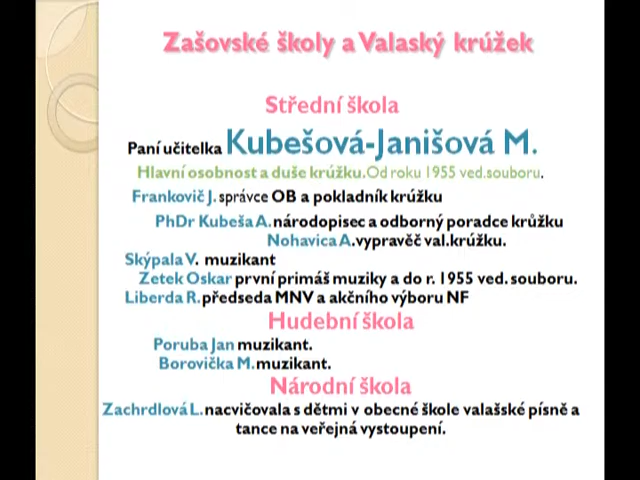 Zašovské školy a Valaský krúžek
Střední škola
Paní učitelka Kubešová-Janišová M.
Hlavní osobnost a duše krúžku.Od roku 1955 ved.souboru.
Frankovič J. správce OB a pokladník krúžku
PhDr Kubeša A. národopisec a odborný poradce krůžku
Nohavica A.vypravěč val.krúžku.
Skýpala V. muzikant
Zetek Oskar první primáš muziky a do r. 1955 ved. souboru.
Liberda R. předseda MNV a akčního výboru NF
Hudební škola
Poruba Jan muzikant.
Borovička M. muzikant.
Národní škola
Zachrdlová L. nacvičovala s dětmi v obecné škole valašské písně a
tance na veřejná vystoupení.